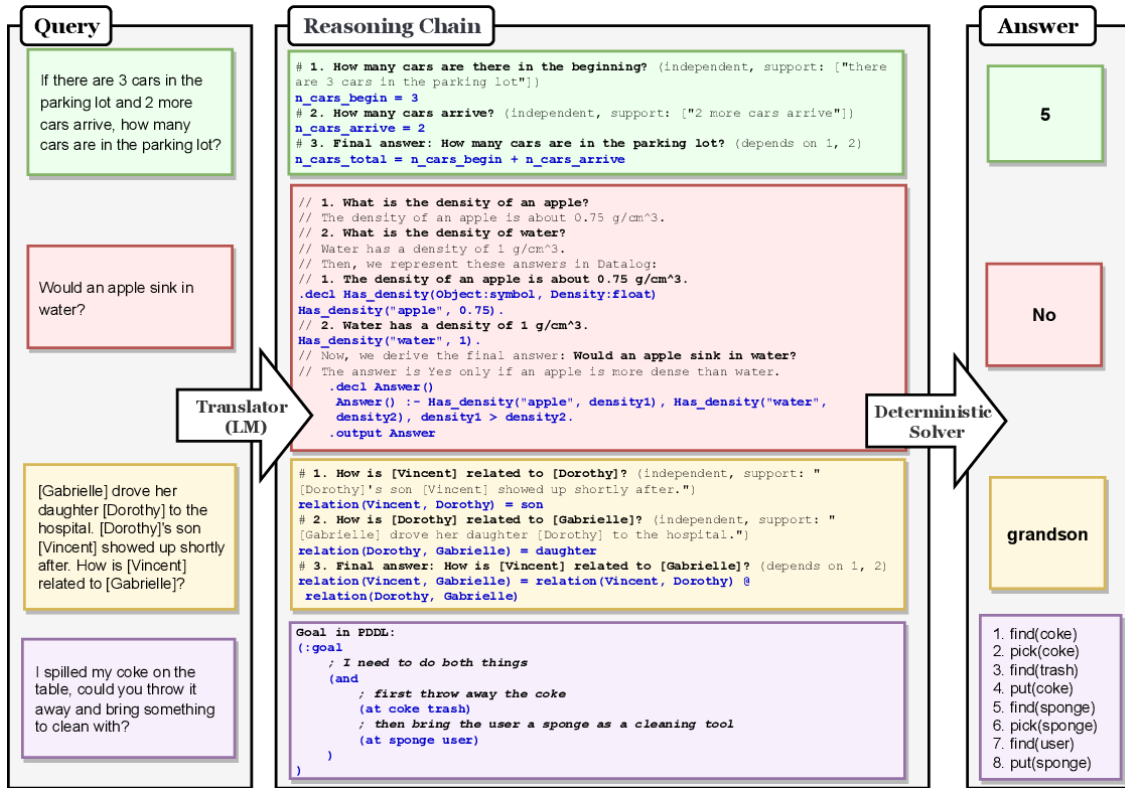 Query
Reasoning Chain
Answer
If there are 3 cars in the
parking lot and 2 more
cars arrive, how many
cars are in the parking lot?
# 1. How many cars are there in the beginning? (independent, support: ["there
are 3 cars in the parking lot"])
n_cars_begin = 3
# 2. How many cars arrive? (independent, support: ["2 more cars arrive"])
n_cars_arrive = 2
# 3. Final answer: How many cars are in the parking lot? (depends on 1, 2)
n_cars_total = n_cars_begin + n_cars_arrive
5
Would an apple sink in
water?
// 1. What is the density of an apple?
// The density of an apple is about 0.75 g/cm^3.
// 2. What is the density of water?
// Water has a density of 1 g/cm^3.
// Then, we represent these answers in Datalog:
// 1. The density of an apple is about 0.75 g/cm^3.
.decl Has_density(Object:symbol, Density:float)
Has_density("apple", 0.75).
// 2. Water has a density of 1 g/cm^3.
Has_density("water", 1).
// Now, we derive the final answer: Would an apple sink in water?
// The answer is Yes only if an apple is more dense than water.
.decl Answer()
Answer() :- Has_density("apple", density1), Has_density("water",
density2), density1 > density2.
.output Answer
No
Translator
(LM)
Deterministic
Solver
[Gabrielle] drove her
daughter [Dorothy] to the
hospital. [Dorothy]'s son
[Vincent] showed up shortly
after. How is [Vincent]
related to [Gabrielle]?
# 1. How is [Vincent] related to [Dorothy]? (independent, support: "
[Dorothy]'s son [Vincent] showed up shortly after.")
relation(Vincent, Dorothy) = son
# 2. How is [Dorothy] related to [Gabrielle]? (independent, support: "
[Gabrielle] drove her daughter [Dorothy] to the hospital.")
relation(Dorothy, Gabrielle) = daughter
# 3. Final answer: How is [Vincent] related to [Gabrielle]? (depends on 1, 2)
relation(Vincent, Gabrielle) = relation(Vincent, Dorothy) @
relation(Dorothy, Gabrielle)
grandson
I spilled my coke on the
table, could you throw it
away and bring something
to clean with?
Goal in PDDL:
(:goal
; I need to do both things
(and
; first throw away the coke
(at coke trash)
; then bring the user a sponge as a cleaning tool
(at sponge user)
)
)
1. find(coke)
2. pick(coke)
3. find(trash)
4. put(coke)
5. find(sponge)
6. pick(sponge)
7. find(user)
8. put(sponge)